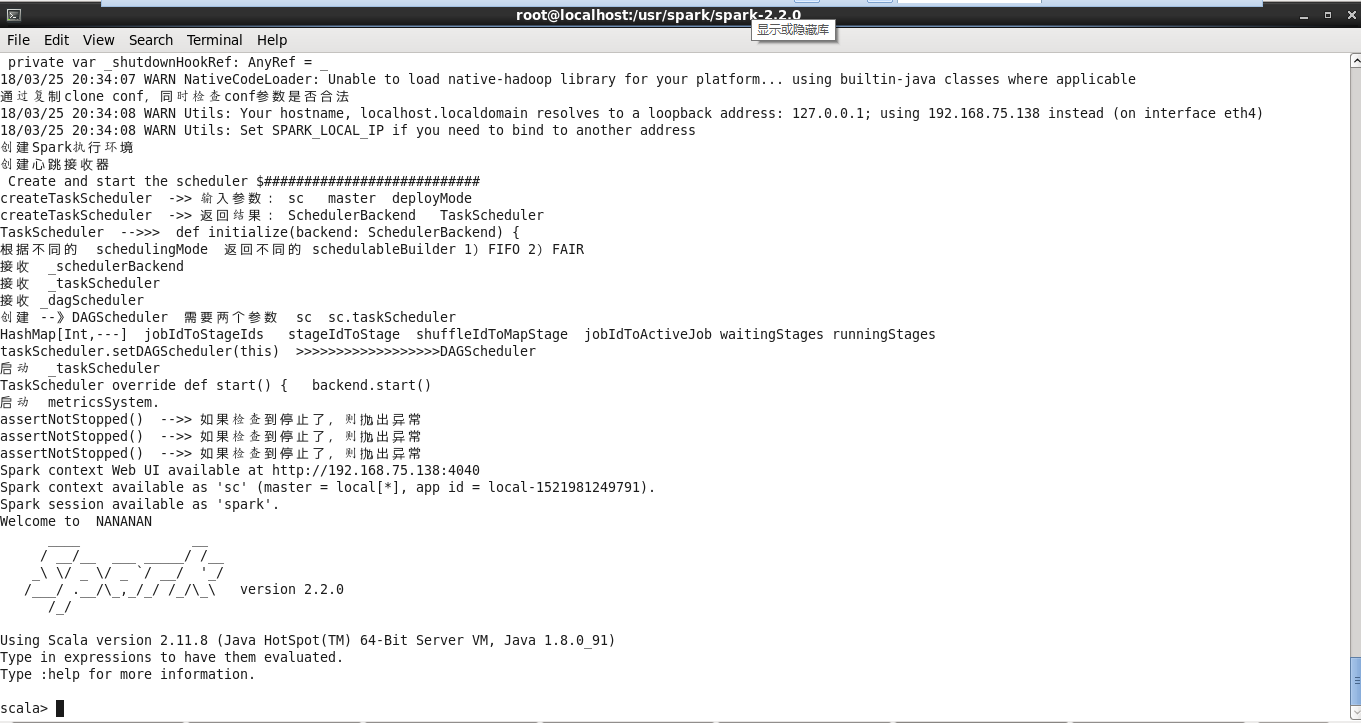 root@localhost:/usr/spark/spark-2.2.0
显示或隐藏库
File Edit View Search Terminal Help
private var _shutdownHookRef: AnyRef = _
18/03/25 20:34:07 WARN NativeCodeLoader: Unable to load native-hadoop library for your platform... using builtin-java classes where applicable
通过复制clone conf，同时检查conf参数是否合法
18/03/25 20:34:08 WARN Utils: Your hostname, localhost.localdomain resolves to a loopback address: 127.0.0.1; using 192.168.75.138 instead (on interface eth4)
18/03/25 20:34:08 WARN Utils: Set SPARK_LOCAL_IP if you need to bind to another address
创建Spark执行环境
创建心跳接收器
 Create and start the scheduler $###########################
createTaskScheduler  ->> 输入参数： sc   master  deployMode
createTaskScheduler  ->> 返回结果： SchedulerBackend   TaskScheduler
TaskScheduler  -->>>  def initialize(backend: SchedulerBackend) {
根据不同的  schedulingMode  返回不同的 schedulableBuilder 1）FIFO 2）FAIR
接收  _schedulerBackend
接收  _taskScheduler
接收 _dagScheduler
创建 --》DAGScheduler  需要两个参数  sc  sc.taskScheduler
HashMap[Int,---]  jobIdToStageIds   stageIdToStage  shuffleIdToMapStage  jobIdToActiveJob waitingStages runningStages
taskScheduler.setDAGScheduler(this)  >>>>>>>>>>>>>>>>>>DAGScheduler
启动  _taskScheduler
TaskScheduler override def start() {   backend.start()
启动  metricsSystem.
assertNotStopped()  -->> 如果检查到停止了，则抛出异常
assertNotStopped()  -->> 如果检查到停止了，则抛出异常
assertNotStopped()  -->> 如果检查到停止了，则抛出异常
Spark context Web UI available at http://192.168.75.138:4040
Spark context available as 'sc' (master = local[*], app id = local-1521981249791).
Spark session available as 'spark'.
Welcome to  NANANAN
      ____              __
     / __/__  ___ _____/ /__
    _\ \/ _ \/ _ `/ __/  '_/
   /___/ .__/\_,_/_/ /_/\_\   version 2.2.0
      /_/
Using Scala version 2.11.8 (Java HotSpot(TM) 64-Bit Server VM, Java 1.8.0_91)
Type in expressions to have them evaluated.
Type :help for more information.
scala>